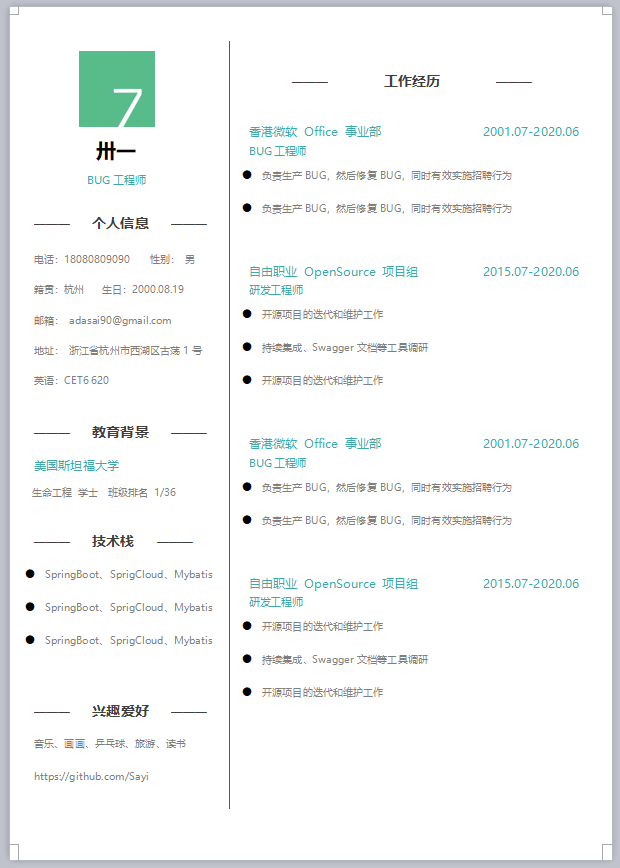 7
卅一
BUG 工程师
——— 个人信息 ———
电话：18080809090 性别： 男
籍贯：杭州 生日：2000.08.19
邮箱： adasai90@gmail.com
地址： 浙江省杭州市西湖区古荡 1 号
英语：CET6 620
——— 教育背景 ———
美国斯坦福大学
生命工程 学士 班级排名 1/36
——— 技术栈 ———
● SpringBoot、SprigCloud、Mybatis
● SpringBoot、SprigCloud、Mybatis
● SpringBoot、SprigCloud、Mybatis
——— 兴趣爱好 ———
音乐、画画、乒乓球、旅游、读书
https://github.com/Sayi
——— 工作经历 ———
香港微软 Office 事业部 2001.07-2020.06
BUG 工程师
● 负责生产 BUG，然后修复 BUG，同时有效实施招聘行为
● 负责生产 BUG，然后修复 BUG，同时有效实施招聘行为
自由职业 OpenSource 项目组 2015.07-2020.06
研发工程师
● 开源项目的迭代和维护工作
● 持续集成、Swagger 文档等工具调研
● 开源项目的迭代和维护工作
香港微软 Office 事业部 2001.07-2020.06
BUG 工程师
● 负责生产 BUG，然后修复 BUG，同时有效实施招聘行为
● 负责生产 BUG，然后修复 BUG，同时有效实施招聘行为
自由职业 OpenSource 项目组 2015.07-2020.06
研发工程师
● 开源项目的迭代和维护工作
● 持续集成、Swagger 文档等工具调研
● 开源项目的迭代和维护工作